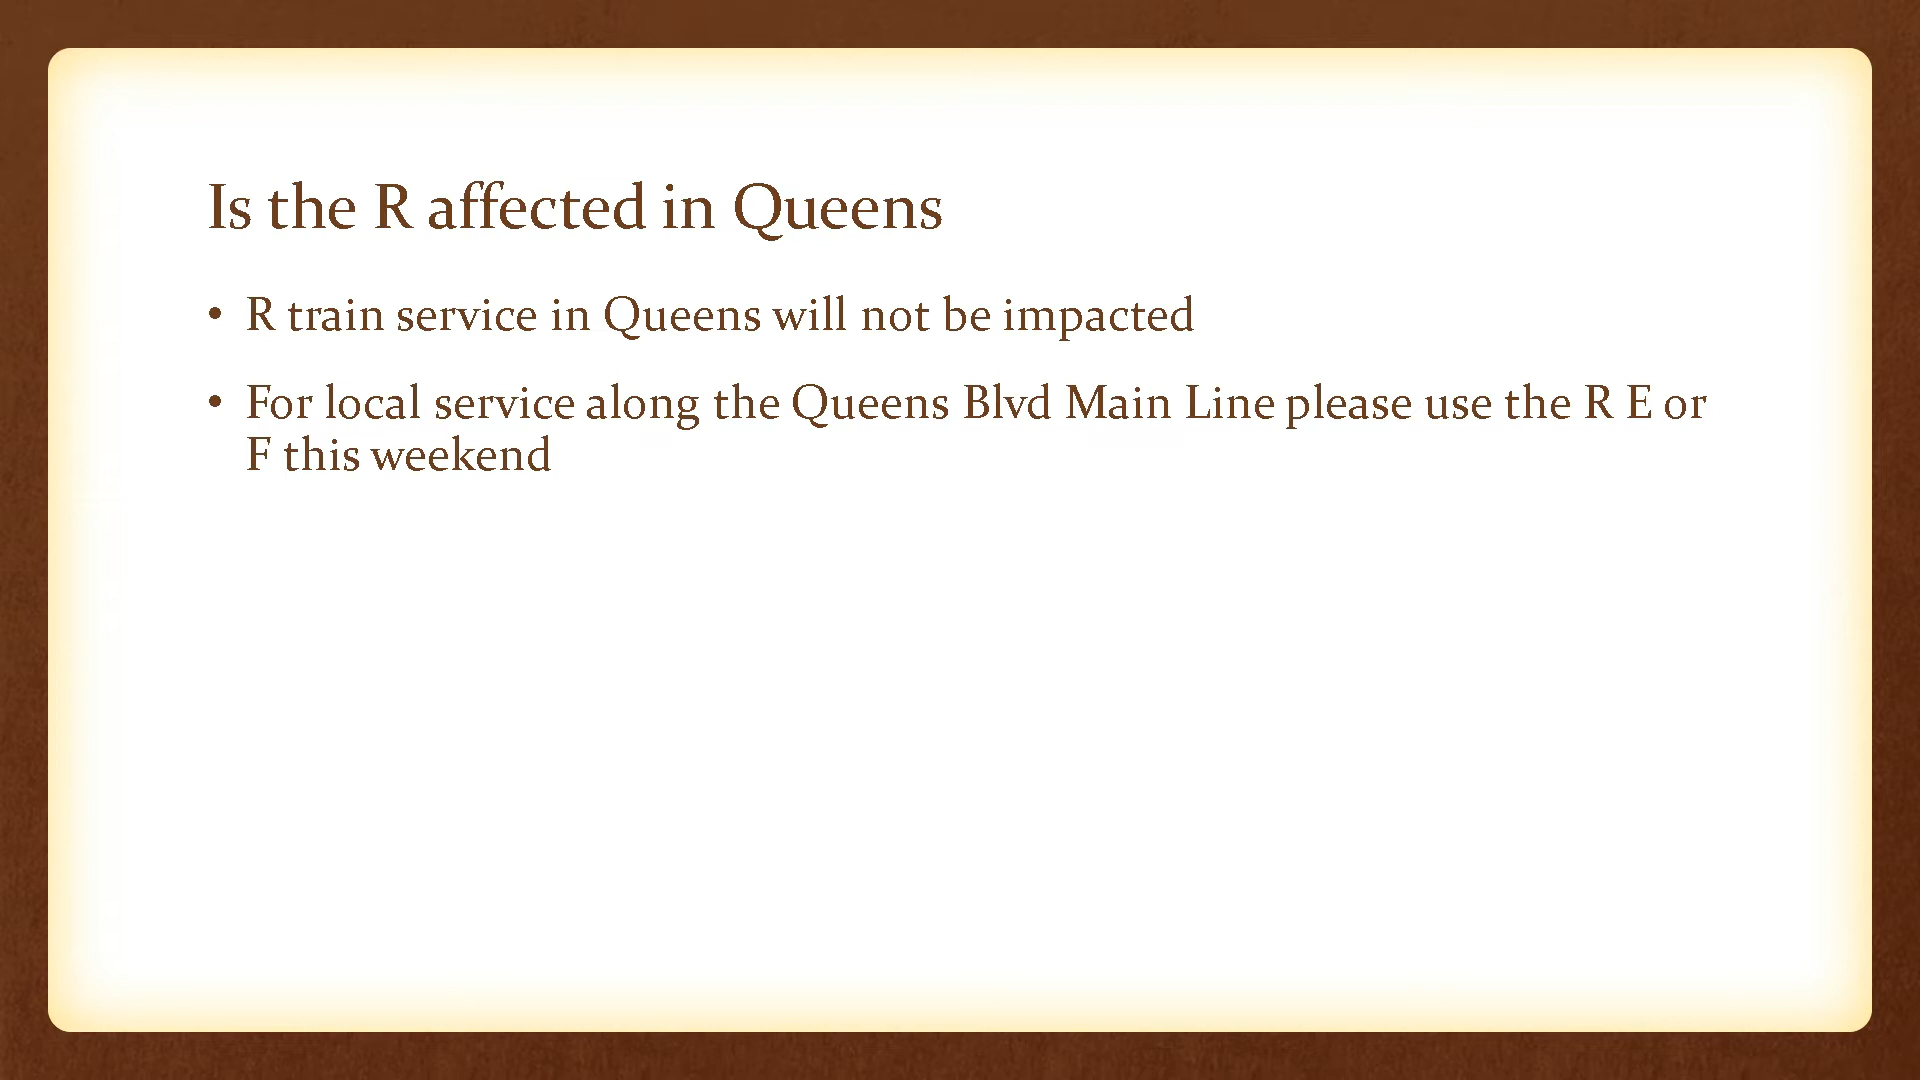 Is the R affected in Queens
• R train service in Queens will not be impacted
• For local service along the Queens Blvd Main Line please use the R E or
F this weekend